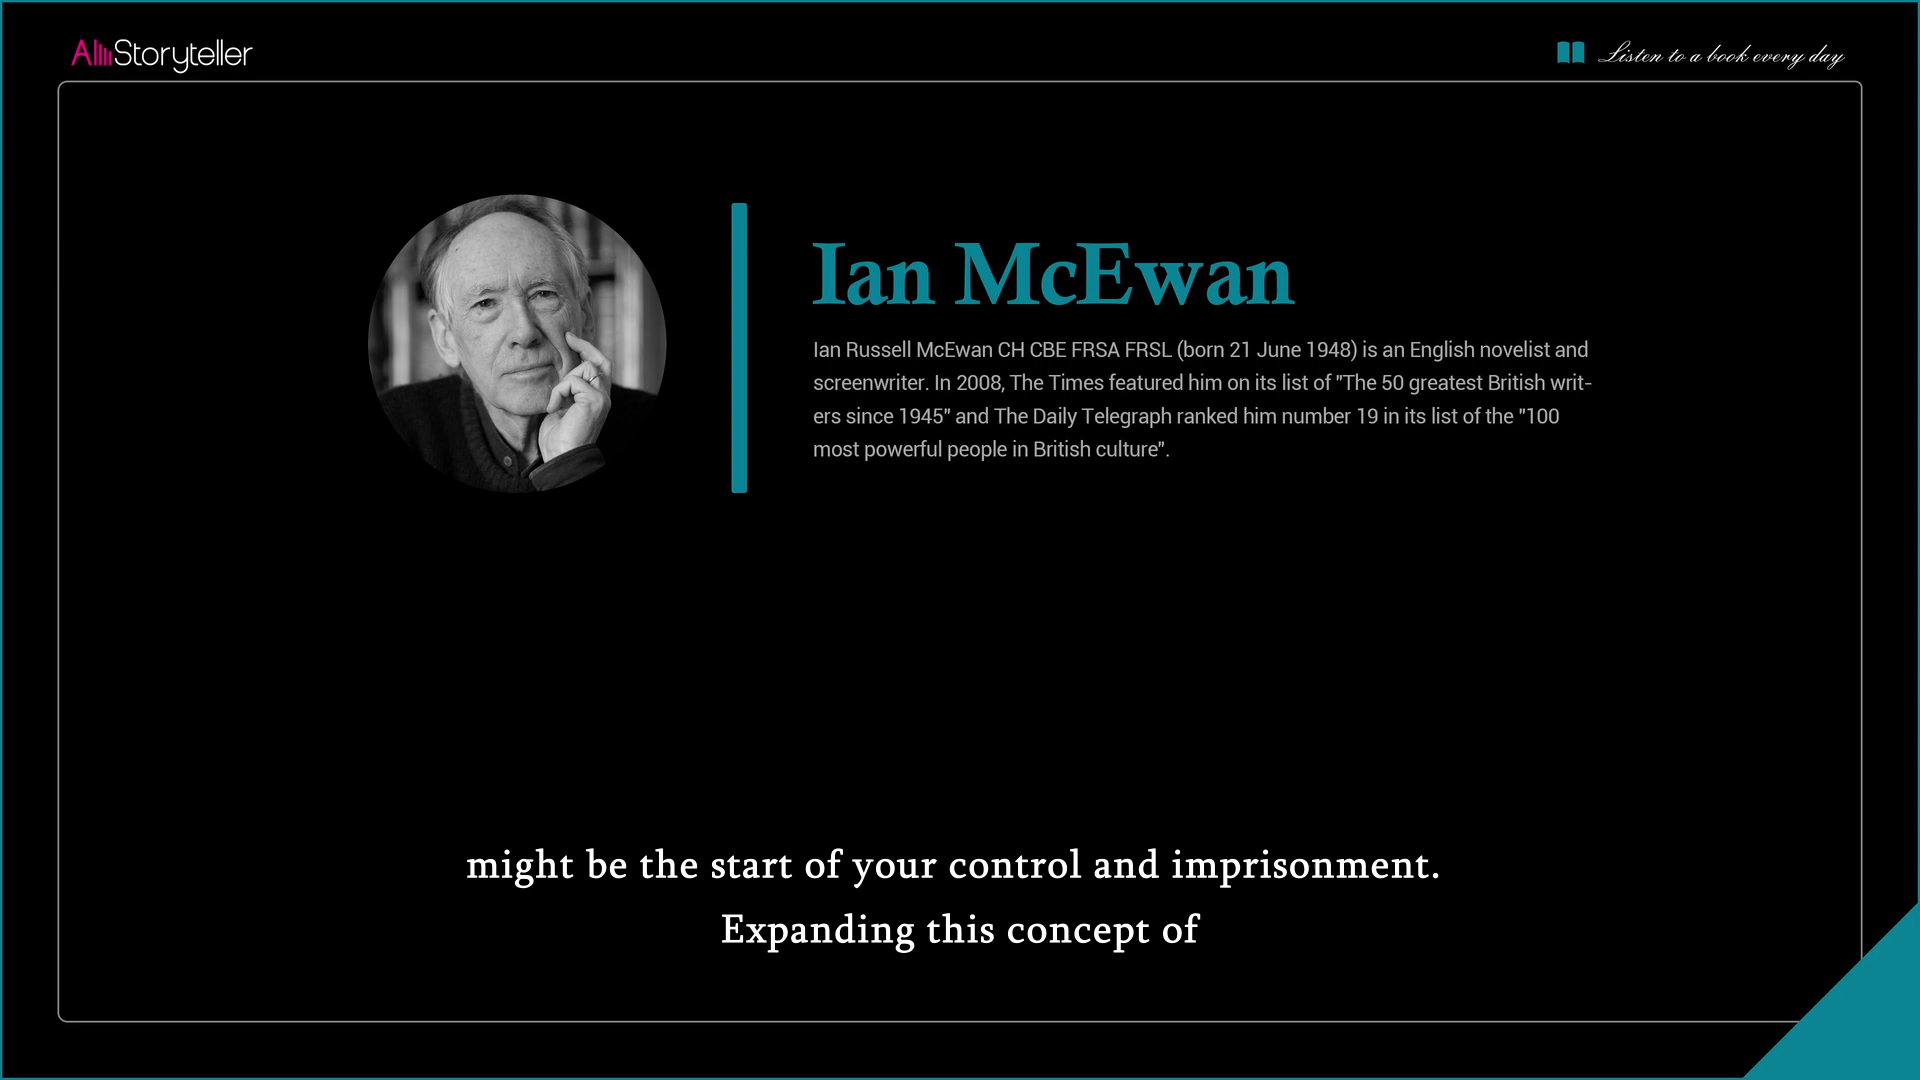 AllStoryteller
Listen to a book every day
Ian McEwan
Ian Russell McEwan CH CBE FRSA FRSL (born 21 June 1948) is an English novelist and
screenwriter. In 2008, The Times featured him on its list of "The 50 greatest British writ-
ers since 1945" and The Daily Telegraph ranked him number 19 in its list of the "100
most powerful people in British culture".
might be the start of your control and imprisonment.
Expanding this concept of